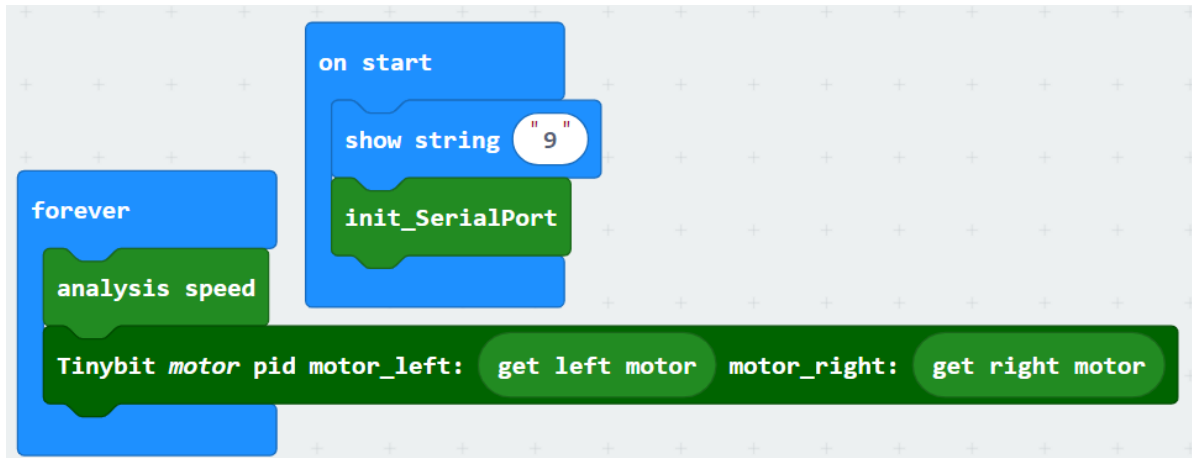 on start
show string "9"
init_SerialPort
forever
analysis speed
Tinybit motor pid motor_left: get left motor motor_right: get right motor